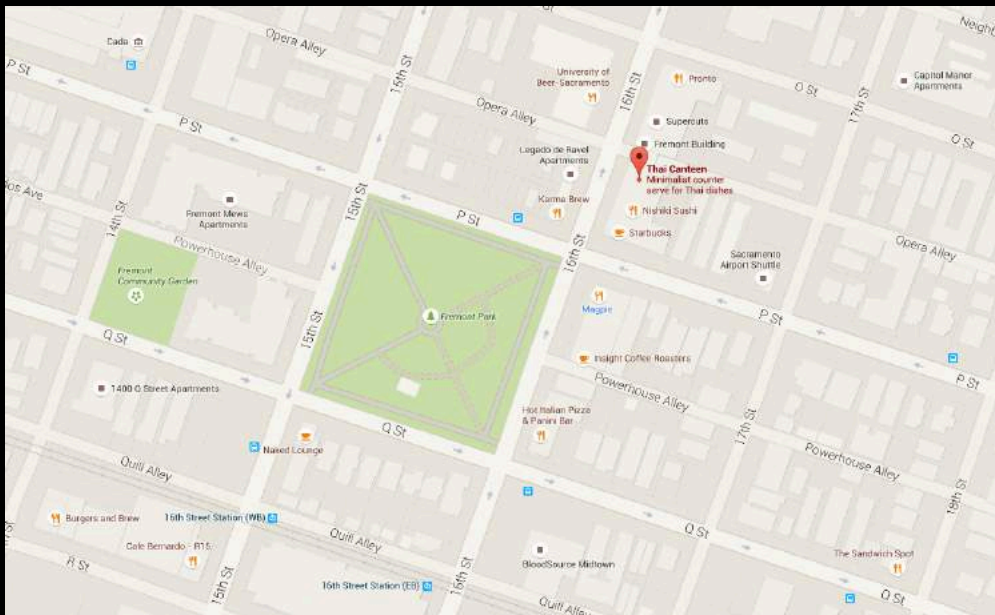 St
Opera Alley
Cada
P St
15th St
University of
Beer-Sacramento
16th St
Pronto
O St
17th St
Capitol Manor
Apartments
Opera Alley
P St
Supercuts
Fremont Building
O St
Legado de Ravel
Apartments
Thai Canteen
Minimalist counter
serve for Thai dishes
Karma Brew
Nishiki Sushi
Starbucks
15th St
P St
16th St
Opera Alley
14th St
Fremont Mews
Apartments
Powerhouse Alley
Sacramento
Airport Shuttle
Fremont
Community Garden
Magpie
Fremont Park
P St
15th St
Q St
Insight Coffee Roasters
P St
1400 Q Street Apartments
Powerhouse Alley
Hot Italian Pizza
& Panini Bar
Q St
17th St
Naked Lounge
Powerhouse Alley
Quill Alley
18th St
Burgers and Brew
16th Street Station (WB)
Q St
Quill Alley
Cafe Bernardo - R15
R St
BloodSource Midtown
The Sandwich Spot
15th St
16th Street Station (EB)
16th St
Q St
Quill Alley